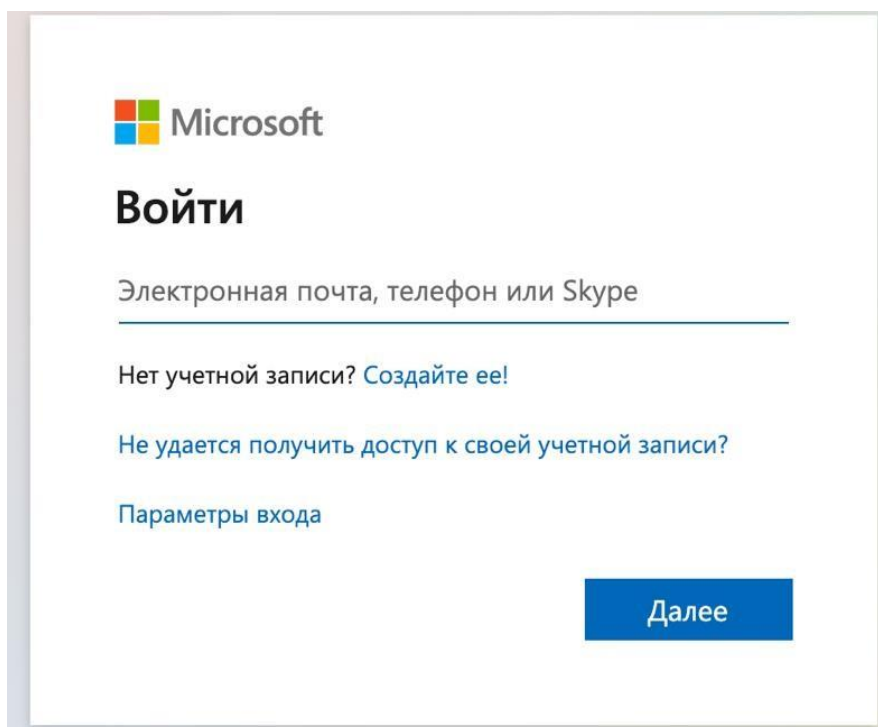 Microsoft
Войти
Электронная почта, телефон или Skype
Нет учетной записи? Создайте ее!
Не удается получить доступ к своей учетной записи?
Параметры входа
Далее